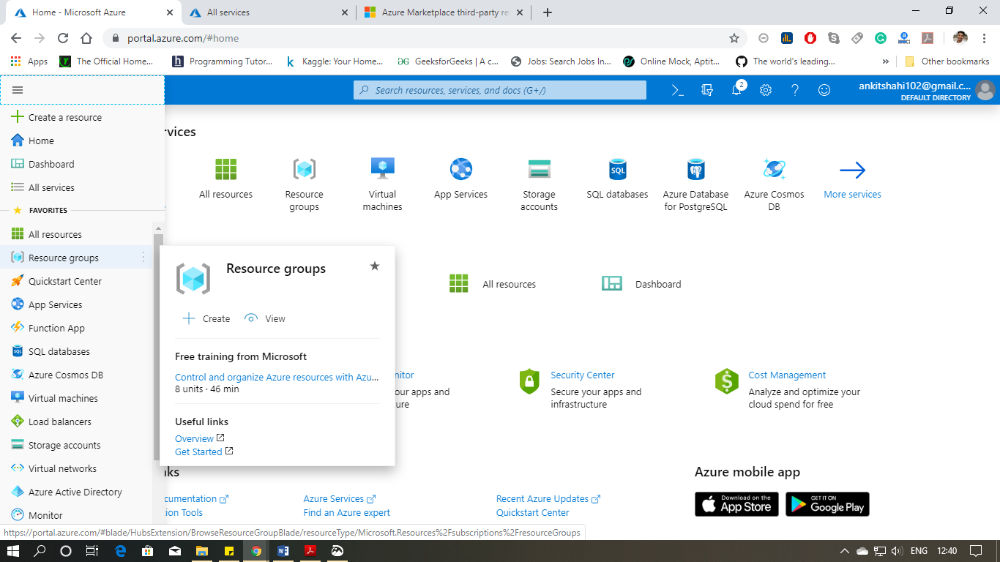 Home - Microsoft Azure
All services
Azure Marketplace third-party re
portal.azure.com/#home
Apps
The Official Home...
Programming Tutor...
Kaggle: Your Home...
GeeksforGeeks | A c...
Jobs: Search Jobs In...
Online Mock, Aptit...
The world's leading...
»
Other bookmarks
Search resources, services, and docs (G+/)
2
ankitshahi102@gmail.c...
DEFAULT DIRECTORY
Create a resource
Home
Dashboard
All services
FAVORITES
All resources
Resource groups
Quickstart Center
App Services
Function App
SQL databases
Azure Cosmos DB
Virtual machines
Load balancers
Storage accounts
Virtual networks
Azure Active Directory
Monitor
rvices
All resources
Resource
groups
Virtual
machines
App Services
Storage
accounts
SQL
SQL databases
Azure Database
for PostgreSQL
Azure Cosmos
DB
More services
Resource groups
Create
View
Free training from Microsoft
Control and organize Azure resources with Azu...
8 units · 46 min
Useful links
Overview
Get Started
All resources
Dashboard
nitor
our apps and
ure
Security Center
Secure your apps and
infrastructure
Cost Management
Analyze and optimize your
cloud spend for free
ks
cumentation
ion Tools
Azure Services
Find an Azure expert
Recent Azure Updates
Quickstart Center
Azure mobile app
Download on the
App Store
GET IT ON
Google Play
https://portal.azure.com/#blade/HubsExtension/BrowseResourceGroupBlade/resourceType/Microsoft.Resources%2Fsubscriptions%2FresourceGroups
ENG
12:40